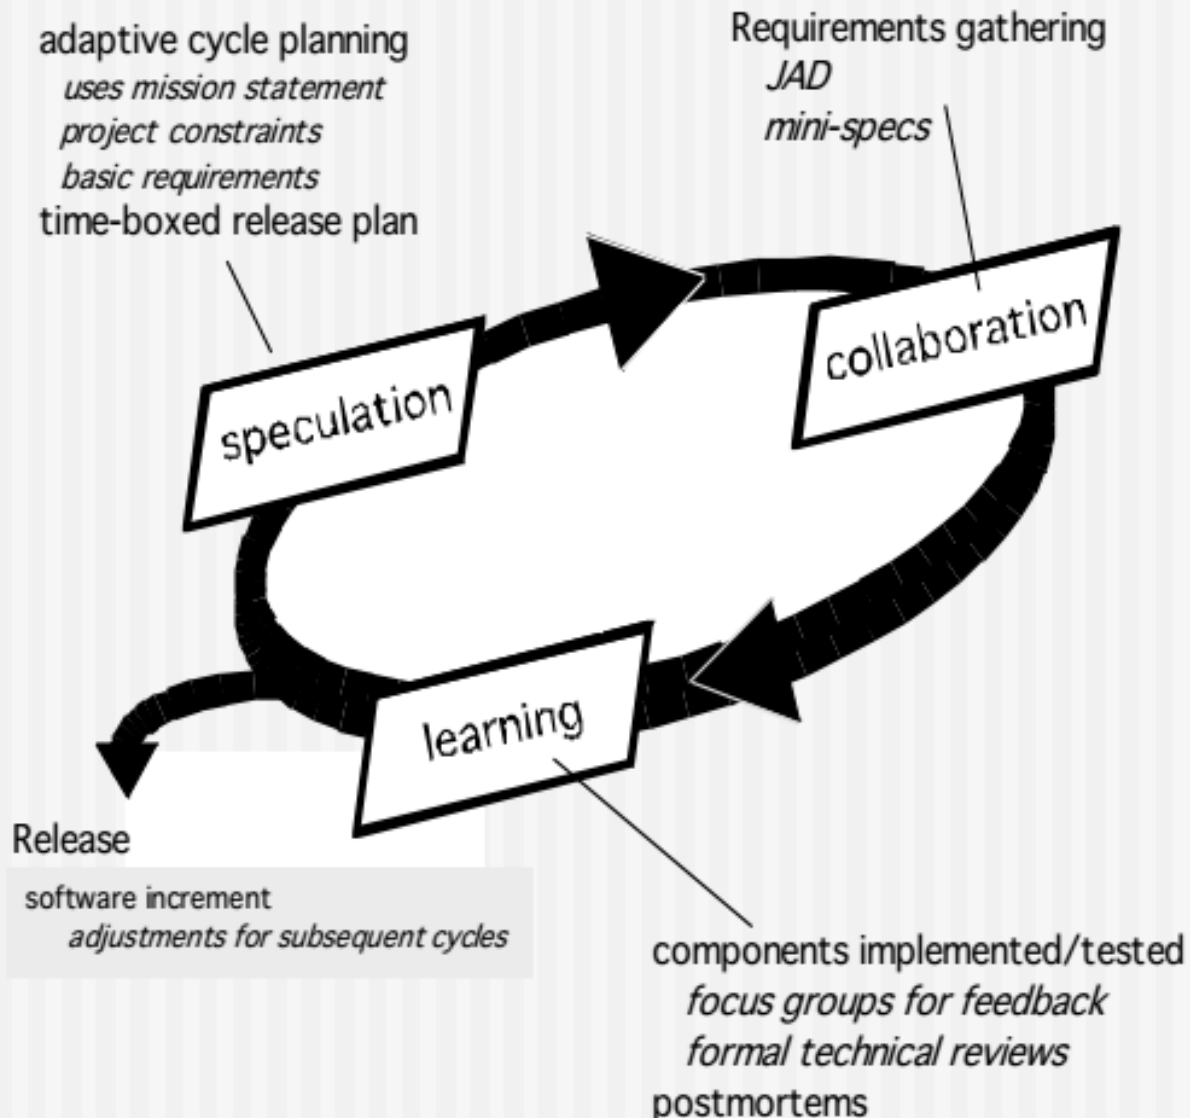 adaptive cycle planning
uses mission statement
project constraints
basic requirements
time-boxed release plan
Requirements gathering
JAD
mini-specs
speculation
collaboration
learning
Release
software increment
adjustments for subsequent cycles
components implemented/tested
focus groups for feedback
formal technical reviews
postmortems